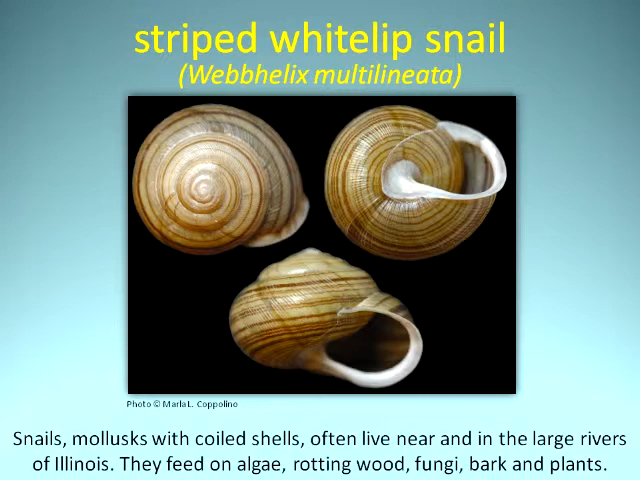 striped whitelip snail
(Webbhelix multilineata)
Photo © Marla L. Coppolino
Snails, mollusks with coiled shells, often live near and in the large rivers
of Illinois. They feed on algae, rotting wood, fungi, bark and plants.